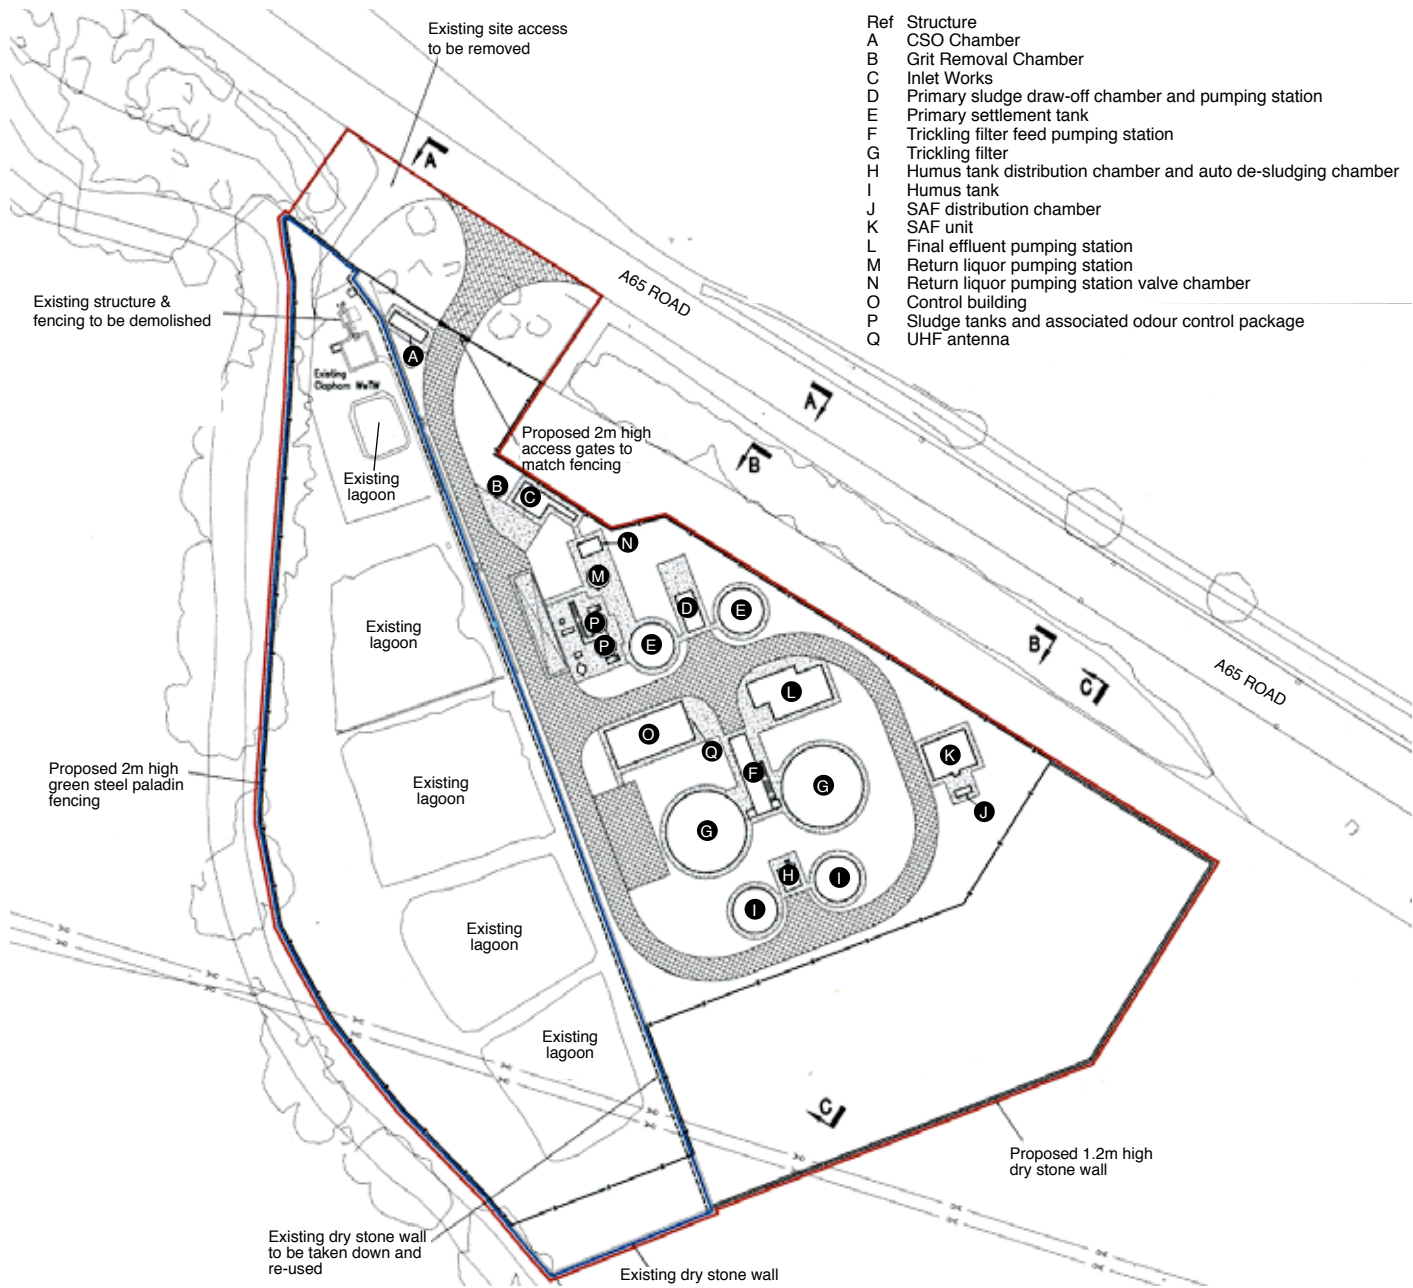 Existing site access
to be removed
Ref Structure
A CSO Chamber
B Grit Removal Chamber
C Inlet Works
D Primary sludge draw-off chamber and pumping station
E Primary settlement tank
F Trickling filter feed pumping station
G Trickling filter
H Humus tank distribution chamber and auto de-sludging chamber
I Humus tank
J SAF distribution chamber
K SAF unit
L Final effluent pumping station
M Return liquor pumping station
N Return liquor pumping station valve chamber
O Control building
P Sludge tanks and associated odour control package
Q UHF antenna
A
A65 ROAD
Existing structure &
fencing to be demolished
A
Existing
Clapham WwTW
A
Proposed 2m high
access gates to
match fencing
B
Existing
lagoon
B
C
N
M
D
E
P
P
E
Existing
lagoon
B
C
A65 ROAD
L
O
Q
K
F
G
J
G
Proposed 2m high
green steel paladin
fencing
Existing
lagoon
H
I
I
Existing
lagoon
Existing
lagoon
C
Proposed 1.2m high
dry stone wall
Existing dry stone wall
to be taken down and
re-used
Existing dry stone wall